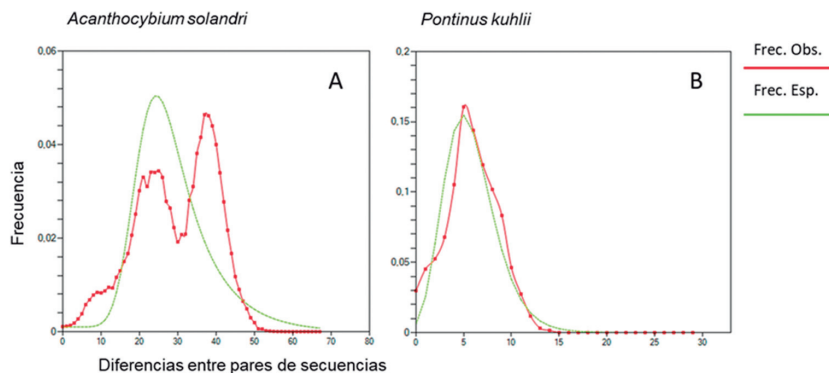 Acanthocybium solandri
Pontinus kuhlii
Frec. Obs.
Frec. Esp.
A
B
Frecuencia
0,06
0,04
0,02
0
0 10 20 30 40 50 60 70 80
0,2
0,15
0,1
0,05
0
0 5 10 15 20 25 30
Diferencias entre pares de secuencias